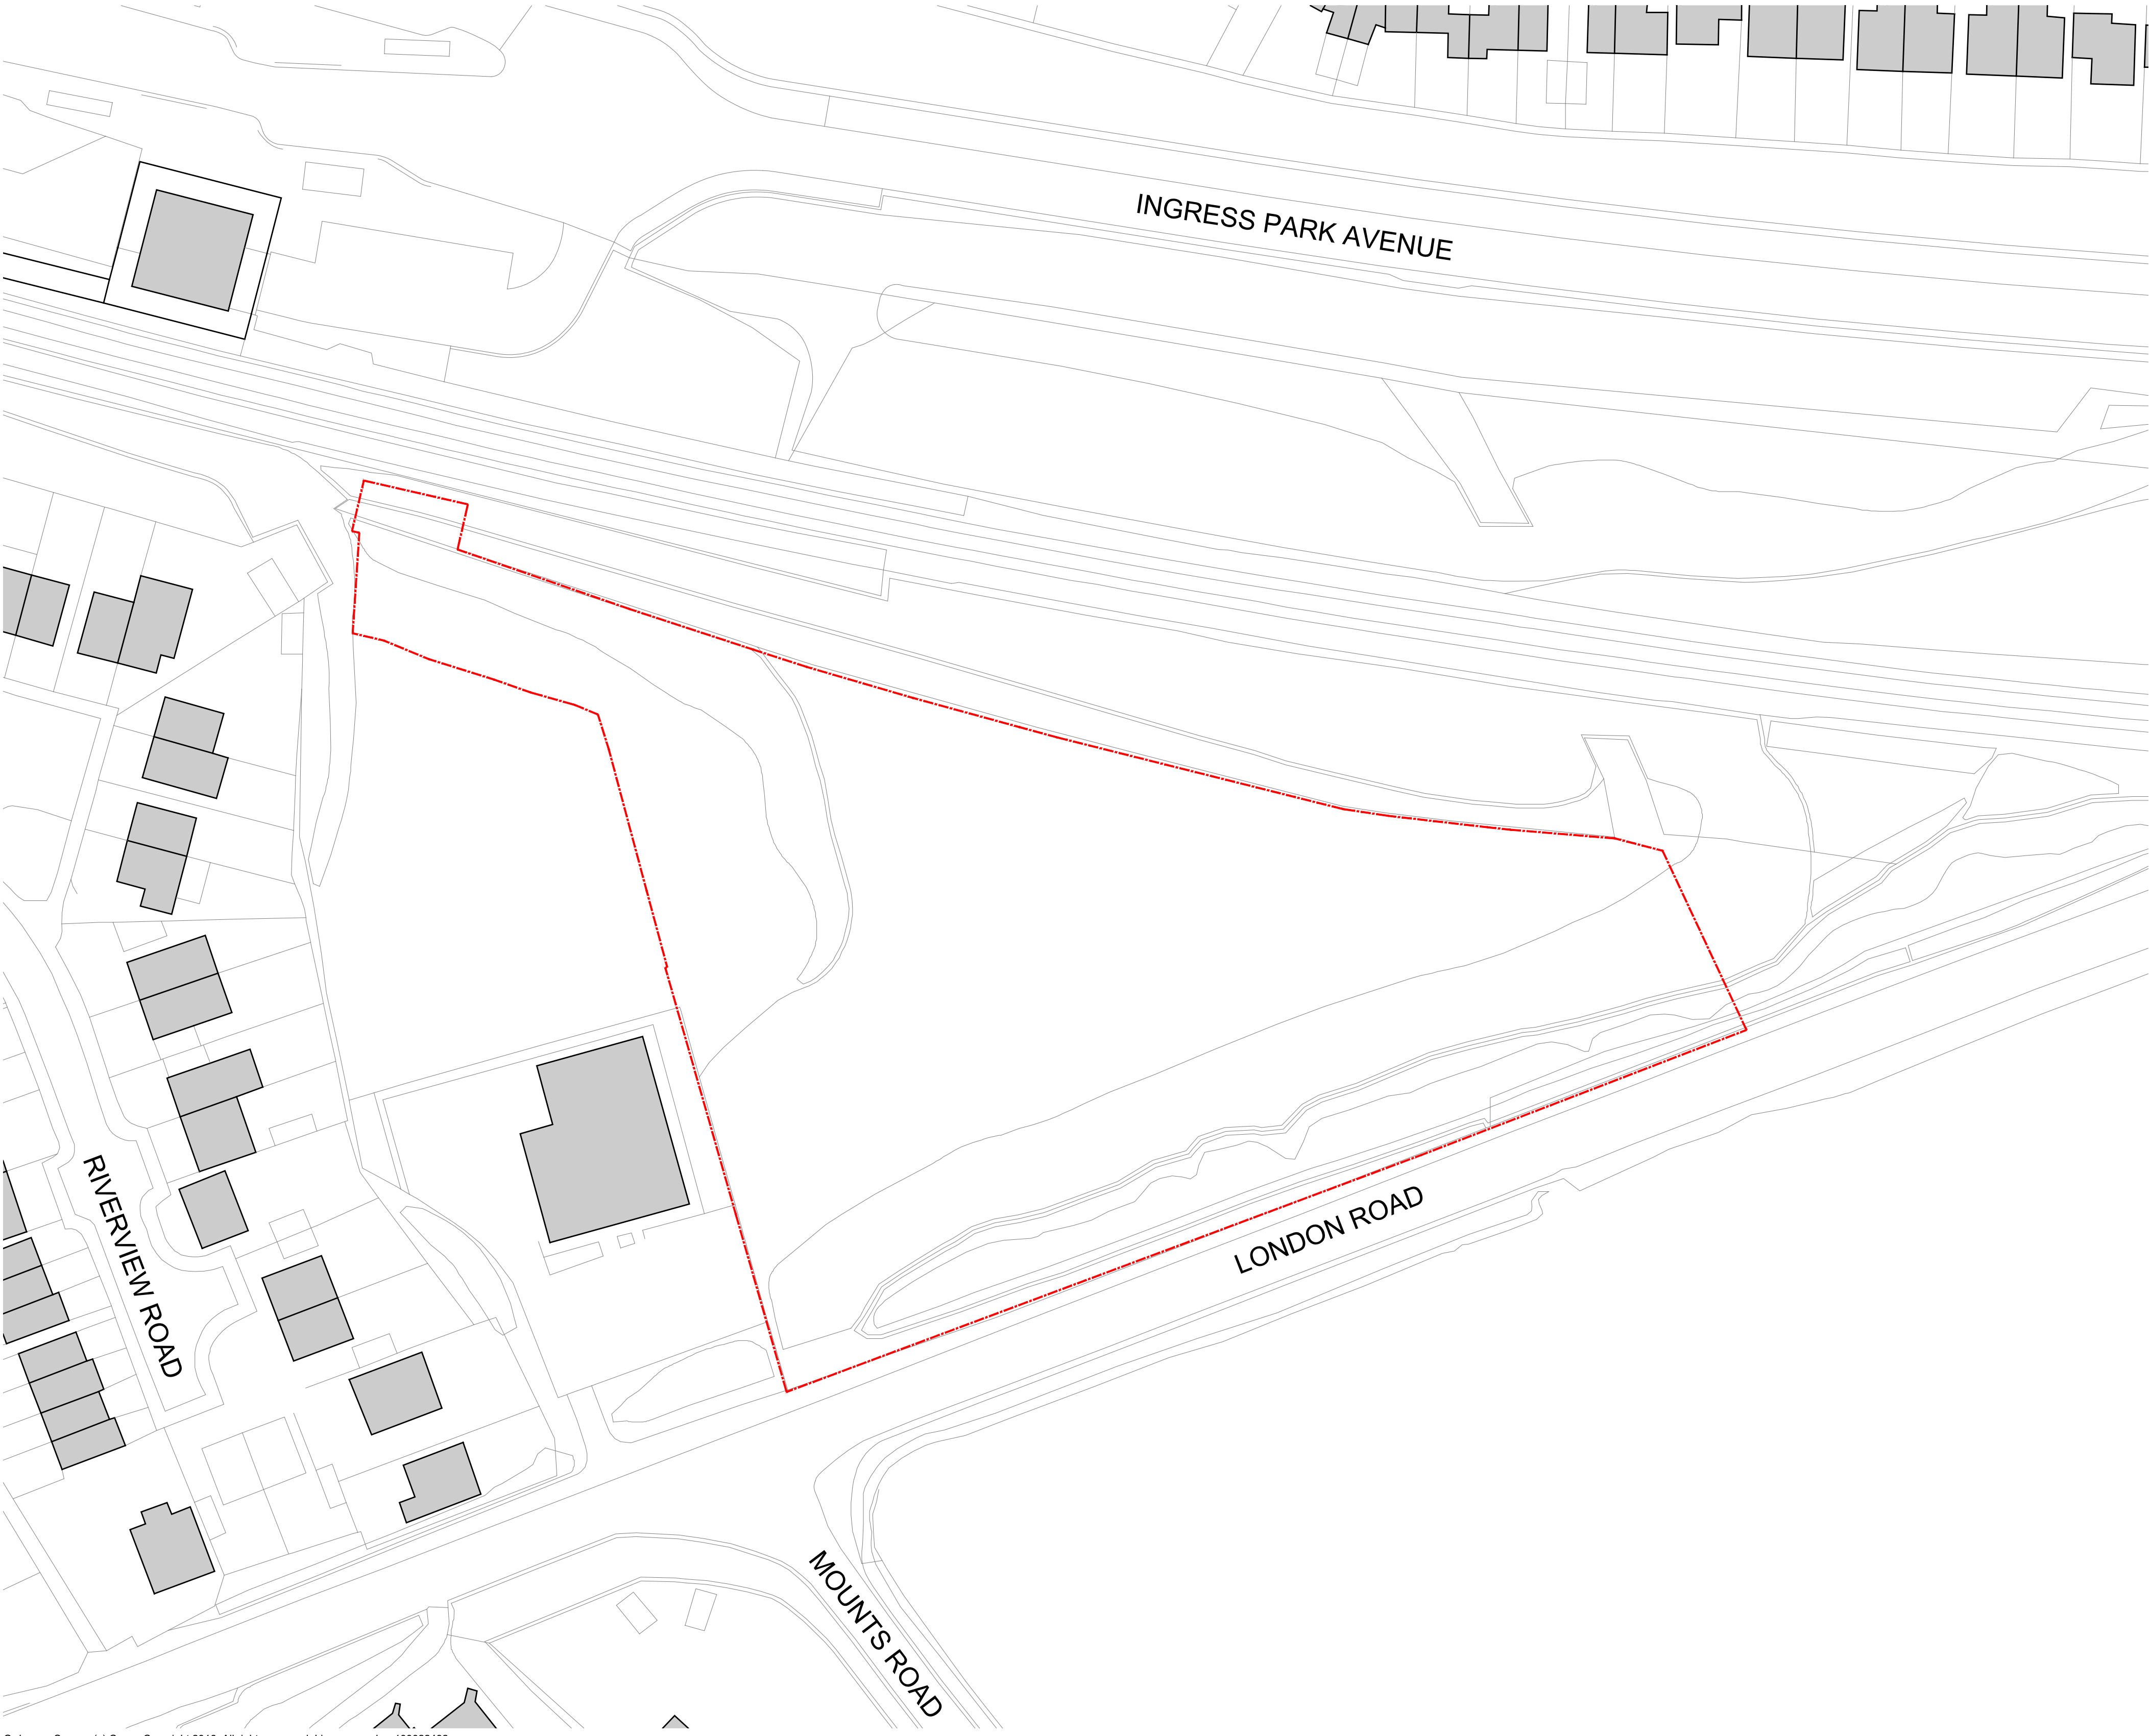 INGRESS PARK AVENUE
RIVERVIEW ROAD
LONDON ROAD
MOUNTS ROAD